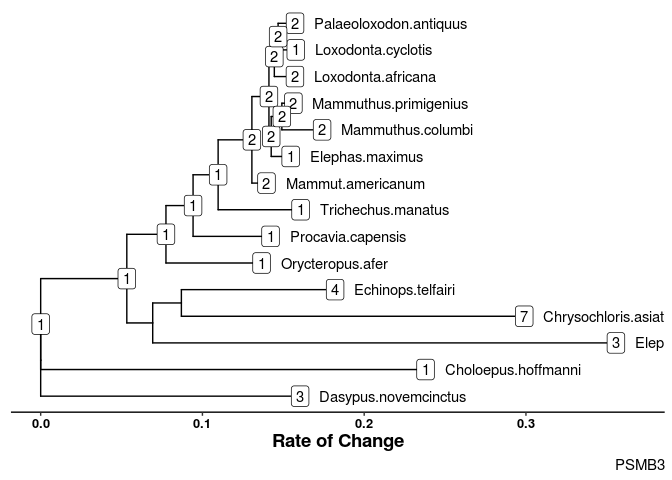 2 Palaeoloxodon.antiquus
2
1 Loxodonta.cyclotis
2
2 Loxodonta.africana
2
2 Mammuthus.primigenius
2
2 Mammuthus.columbi
2
2
1 Elephas.maximus
1
2 Mammut.americanum
1
1 Trichechus.manatus
1
1 Procavia.capensis
1 Orycteropus.afer
1
4 Echinops.telfairi
7 Chrysochloris.asiat
1
3 Elep
1 Choloepus.hoffmanni
3 Dasypus.novemcinctus
0.0 0.1 0.2 0.3
Rate of Change
PSMB3